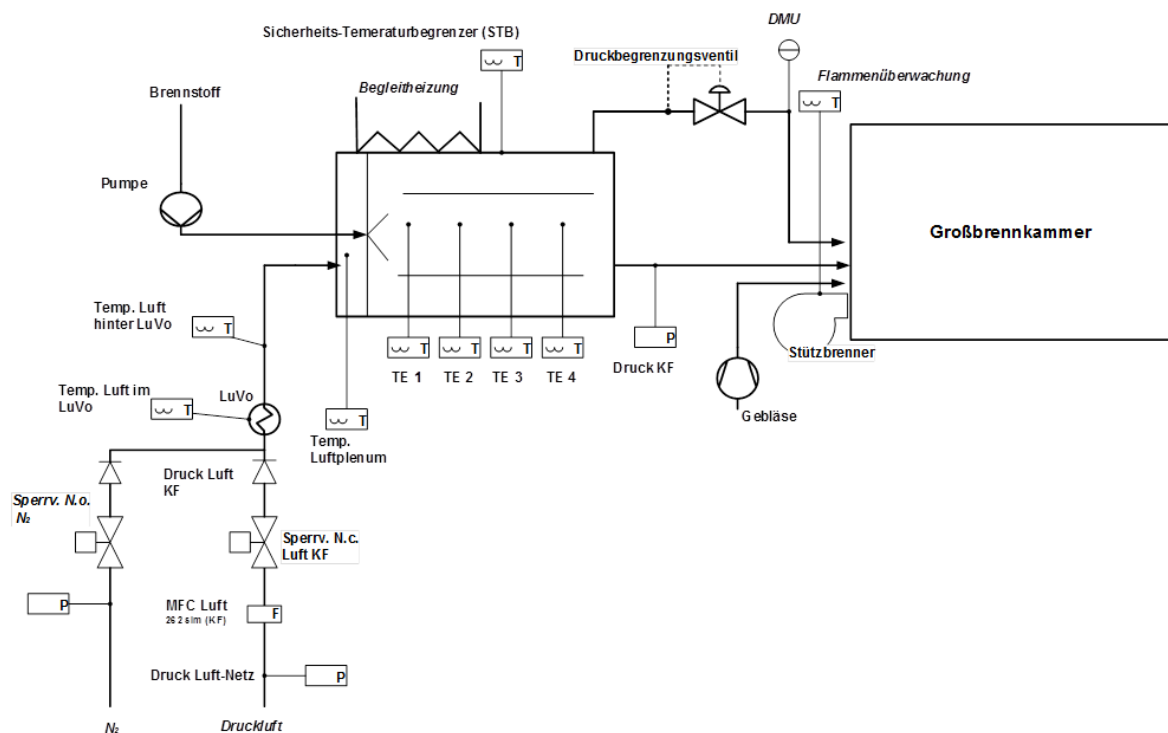 DMU
Sicherheits-Temeraturbegrenzer (STB)
T
Druckbegrenzungsventil
Flammenüberwachung
T
Begleitheizung
Brennstoff
Pumpe
Großbrennkammer
Temp. Luft
hinter LuVo
T
P
Druck KF
Stützbrenner
T
T
T
T
TE 1
TE 2
TE 3
TE 4
Temp. Luft im
LuVo
T
LuVo
T
Temp.
Luftplenum
Gebläse
Druck Luft
KF
Sperrv. N.o.
N₂
Sperrv. N.c.
Luft KF
P
MFC Luft
262 slm (KF)
F
Druck Luft-Netz
P
N₂
Druckluft